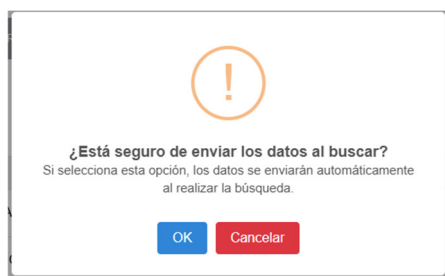 !
¿Está seguro de enviar los datos al buscar?
Si selecciona esta opción, los datos se enviarán automáticamente
al realizar la búsqueda.
OK
Cancelar